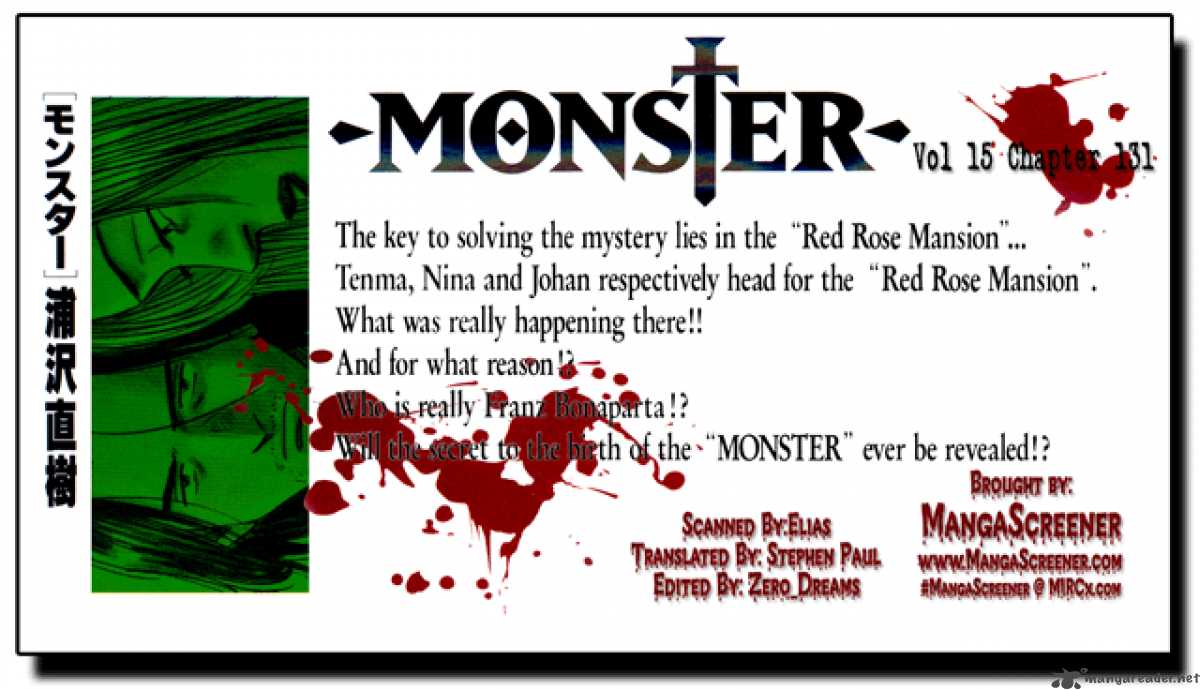 [モンスター] 浦沢直樹
-MONSTER-
Vol 15 Chapter 131
The key to solving the mystery lies in the “Red Rose Mansion”...
Tenma, Nina and Johan respectively head for the “Red Rose Mansion”.
What was really happening there!!
And for what reason!?
Who is really Franz Bonaparta!?
Will the secret to the birth of the “MONSTER” ever be revealed!?
Scanned By:Elias
Translated By: Stephen Paul
Edited By: Zero_Dreams
Brought by:
MangaScreener
www.MangaScreener.com
#MangaScreener @ MIRCx.com
mangareader.net